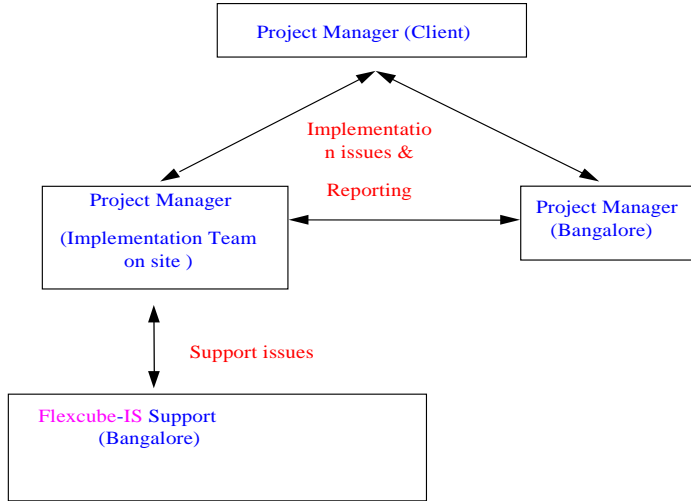 Project Manager (Client)
Implementatio
n issues &
Reporting
Project Manager
(Implementation Team
on site )
Project Manager
(Bangalore)
Support issues
Flexcube-IS Support
(Bangalore)